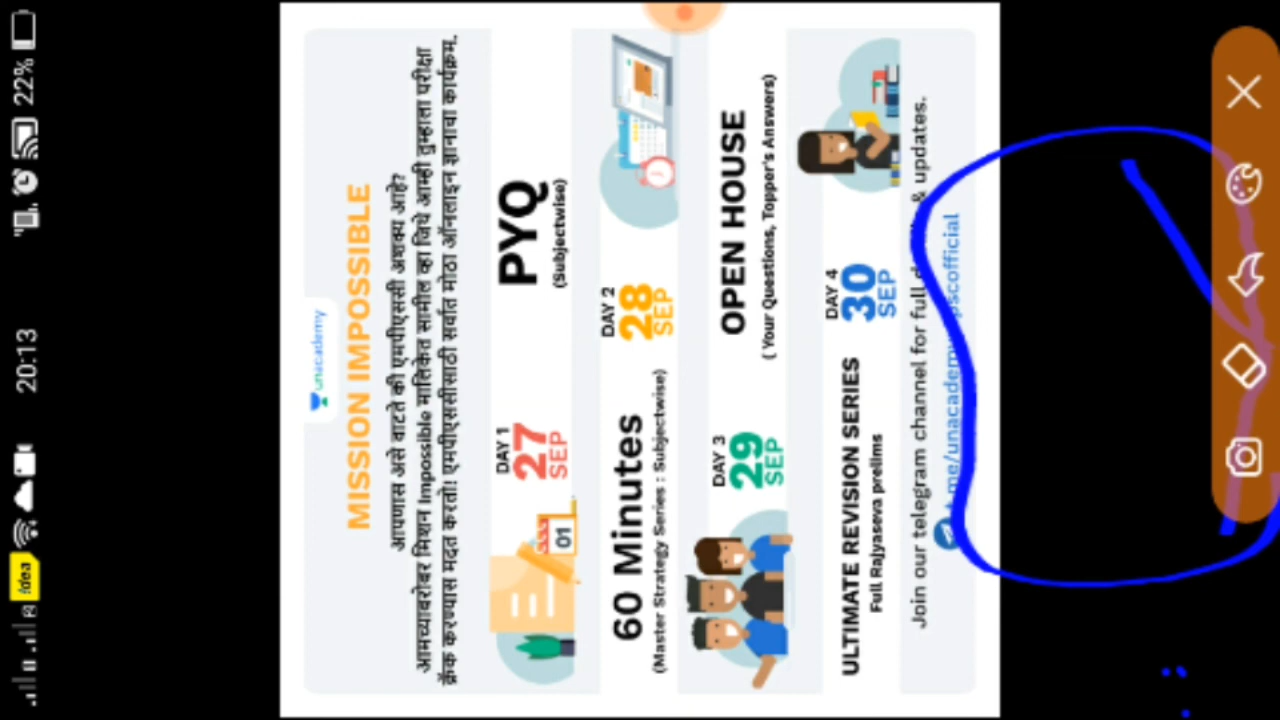 22%
20:13
!dea
unacademy
MISSION IMPOSSIBLE
आपणास असे वाटते की एमपीएससी अशक्य आहे?
आमच्याबरोबर मिशन Impossible मालिकेत सामील व्हा जिथे आम्ही तुम्हाला परीक्षा
क्रॅक करण्यास मदत करतो! एमपीएससीसाठी सर्वात मोठा ऑनलाइन ज्ञानाचा कार्यक्रम.
01
DAY 1
27
SEP
PYQ
(Subjectwise)
60 Minutes
(Master Strategy Series : Subjectwise)
DAY 2
28
SEP
DAY 3
29
SEP
OPEN HOUSE
( Your Questions, Topper's Answers)
ULTIMATE REVISION SERIES
Full Rajyaseva prelims
DAY 4
30
SEP
Join our telegram channel for full & updates.
t.me/unacademympscofficial